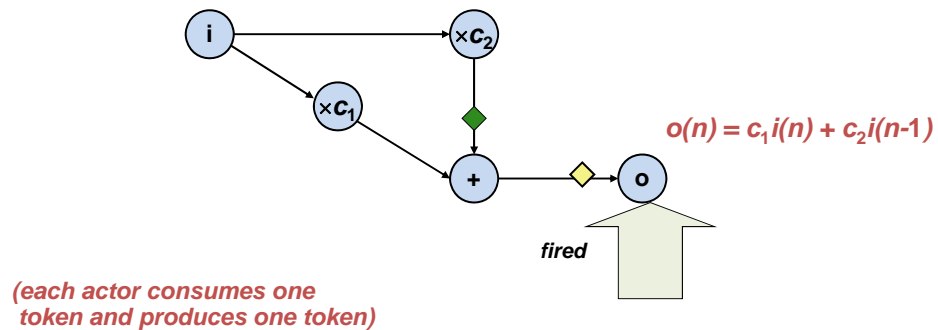 i
×c₂
×c₁
o(n) = c₁i(n) + c₂i(n-1)
+
o
fired
(each actor consumes one
token and produces one token)